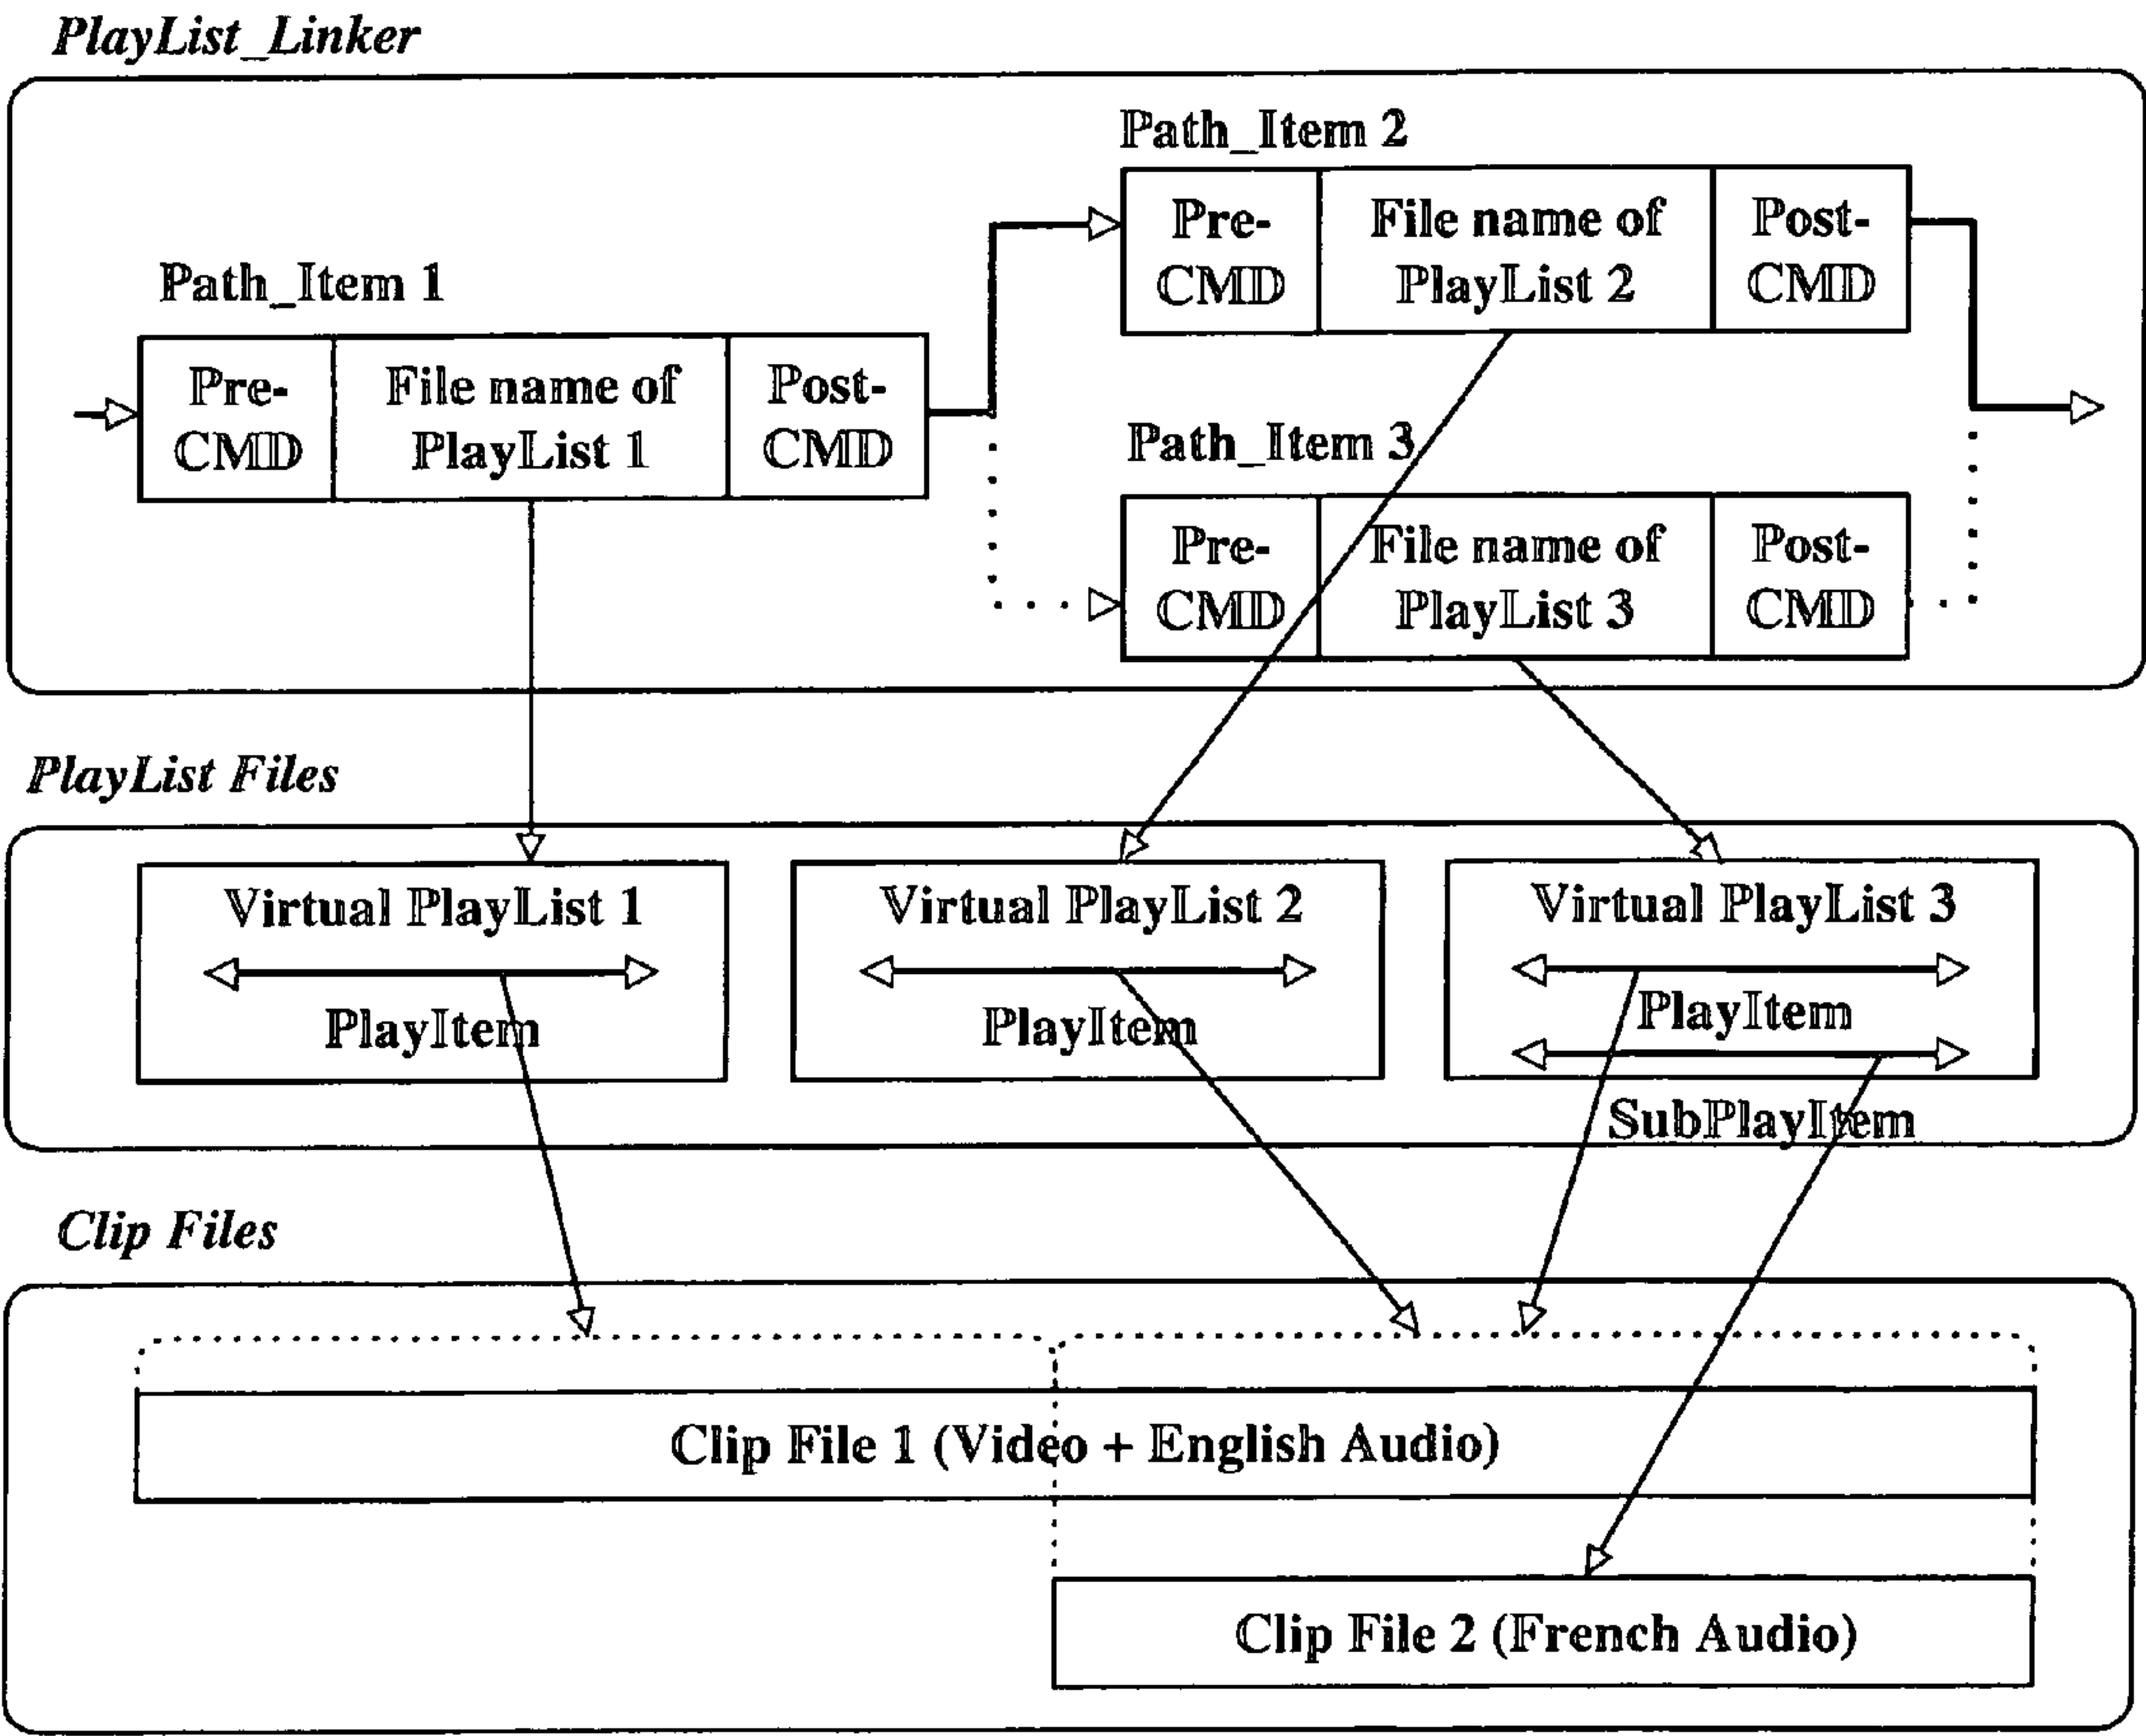 PlayList_Linker
Path_Item 1
Pre-
CMD
File name of
PlayList 1
Post-
CMD
Path_Item 2
Pre-
CMD
File name of
PlayList 2
Post-
CMD
Path_Item 3
Pre-
CMD
File name of
PlayList 3
Post-
CMD
PlayList Files
Virtual PlayList 1
PlayItem
Virtual PlayList 2
PlayItem
Virtual PlayList 3
PlayItem
SubPlayItem
Clip Files
Clip File 1 (Video + English Audio)
Clip File 2 (French Audio)